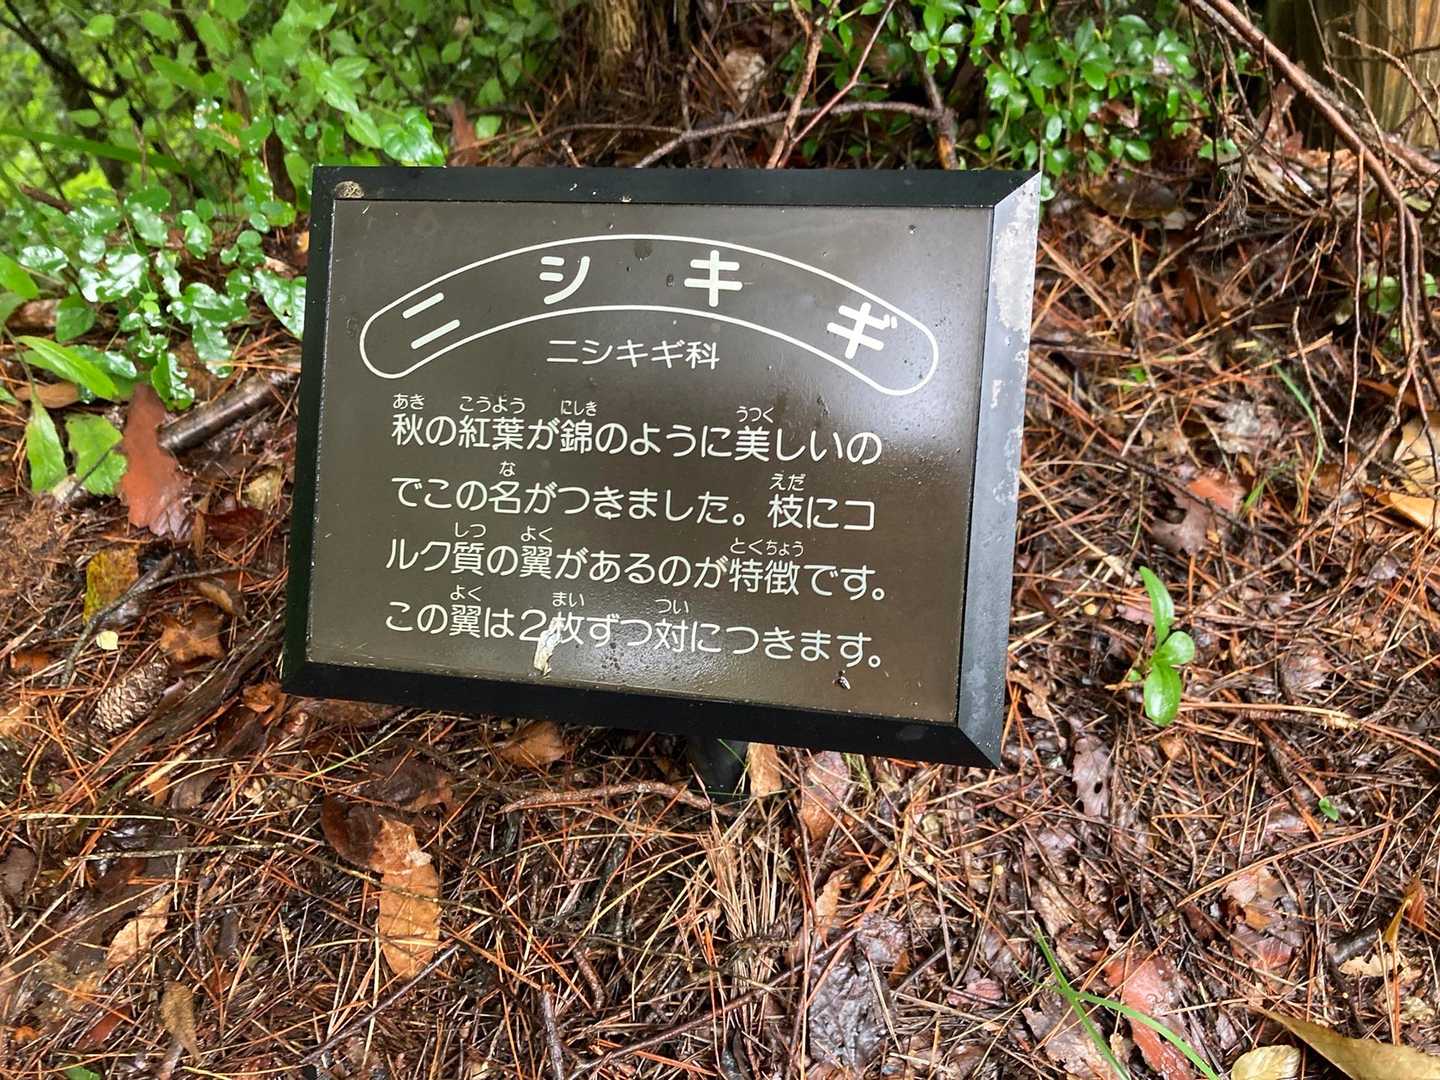 ニシキギ
ニシキギ科
あき こうよう にしき うつく
秋の紅葉が錦のように美しいの
な えだ
でこの名がつきました。枝にコ
しつ よく とくちょう
ルク質の翼があるのが特徴です。
よく まい つい
この翼は2枚ずつ対につきます。